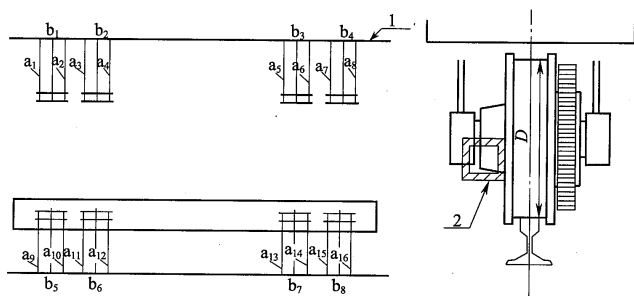 b₁ b₂ b₃ b₄ 1
a₁ a₂ a₃ a₄ a₅ a₆ a₇ a₈
D
2
a₉ a₁₀ a₁₁ a₁₂ a₁₃ a₁₄ a₁₅ a₁₆
b₅ b₆ b₇ b₈